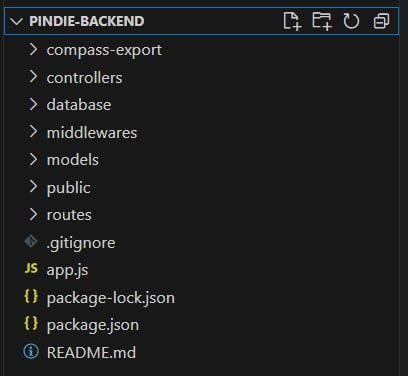 PINDIE-BACKEND
compass-export
controllers
database
middlewares
models
public
routes
.gitignore
JS app.js
{} package-lock.json
{} package.json
README.md